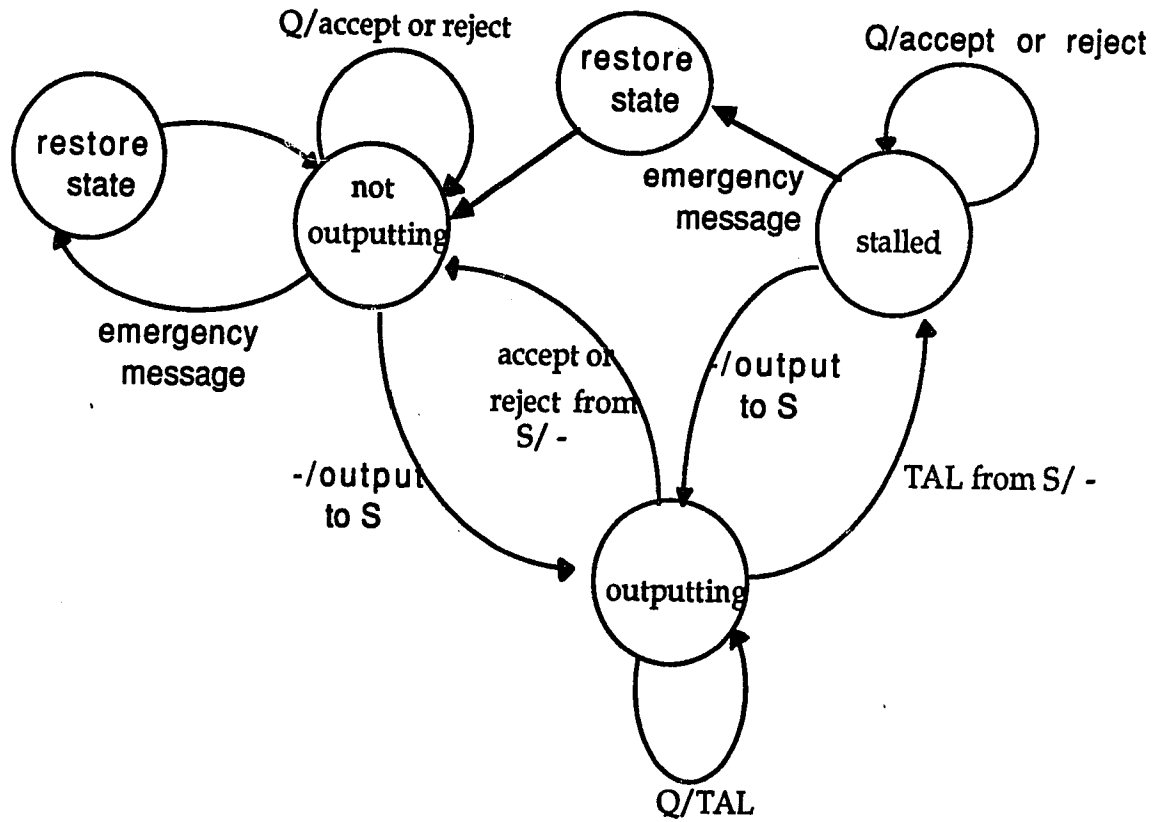 Q/accept or reject
restore
state
Q/accept or reject
restore
state
not
outputting
emergency
message
stalled
emergency
message
accept or
reject from
S/ -
-/output
to S
-/output
to S
TAL from S/ -
outputting
Q/TAL